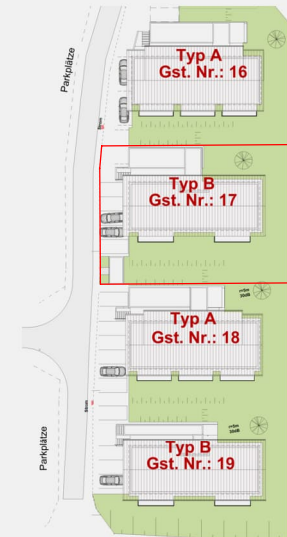 Parkplätze
Typ A
Gst. Nr.: 16
Typ B
Gst. Nr.: 17
Typ A
Gst. Nr.: 18
Parkplätze
Typ B
Gst. Nr.: 19